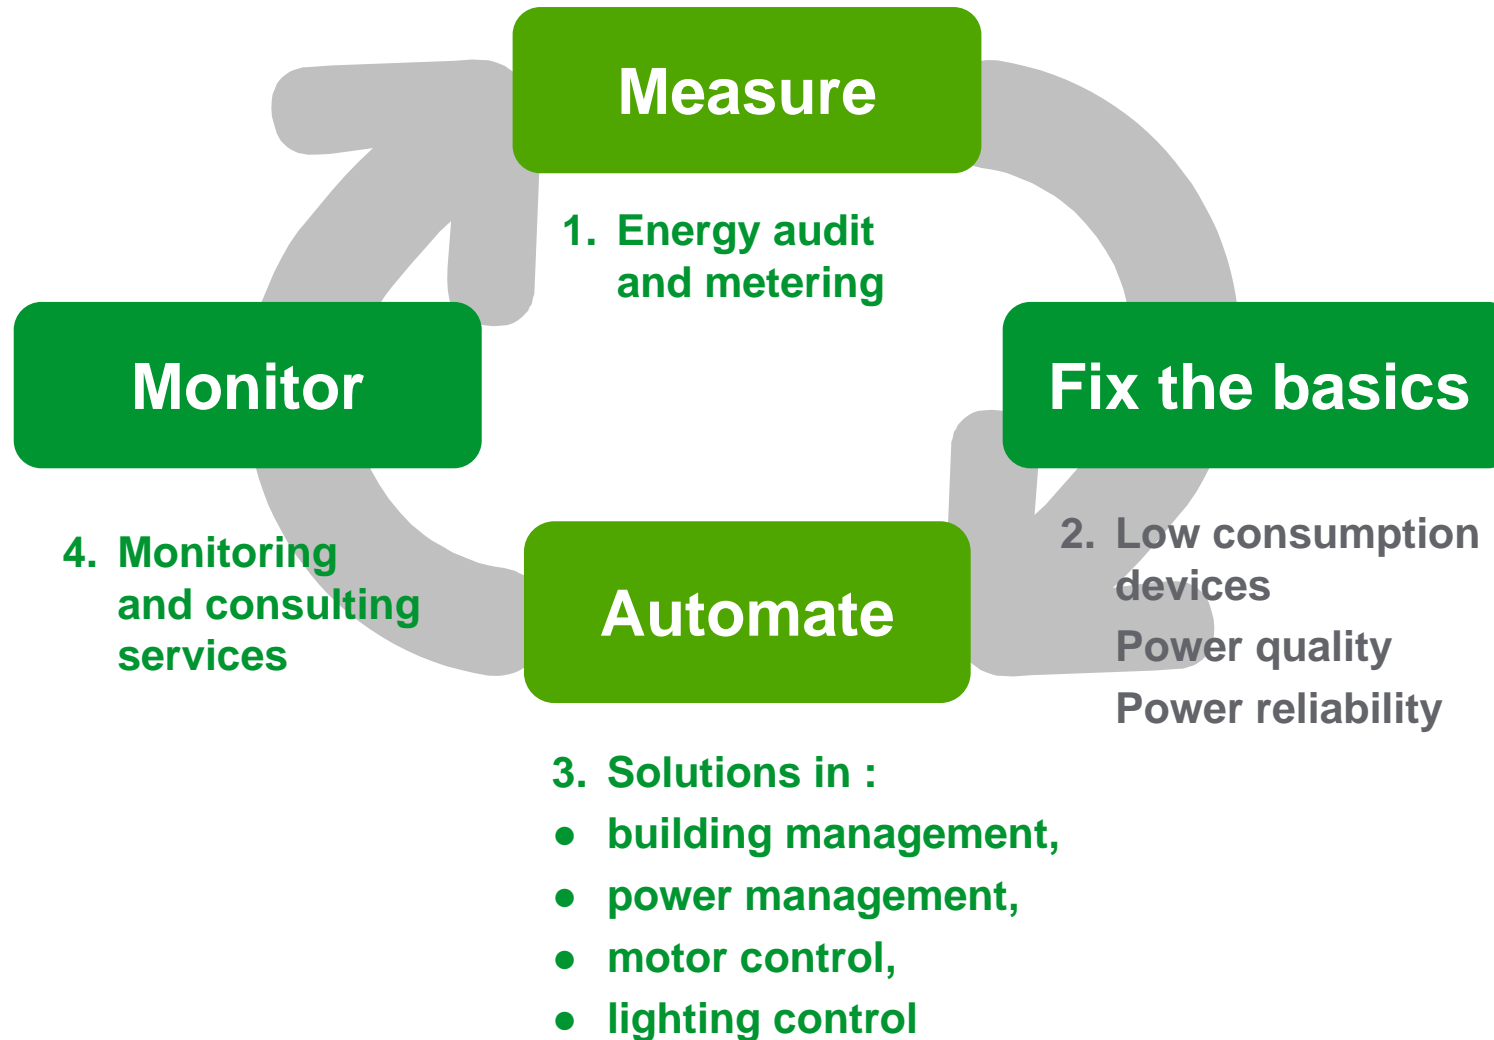 Measure
1. Energy audit
and metering
Monitor
Fix the basics
2. Low consumption
devices
Power quality
Power reliability
4. Monitoring
and consulting
services
Automate
3. Solutions in :
● building management,
● power management,
● motor control,
● lighting control